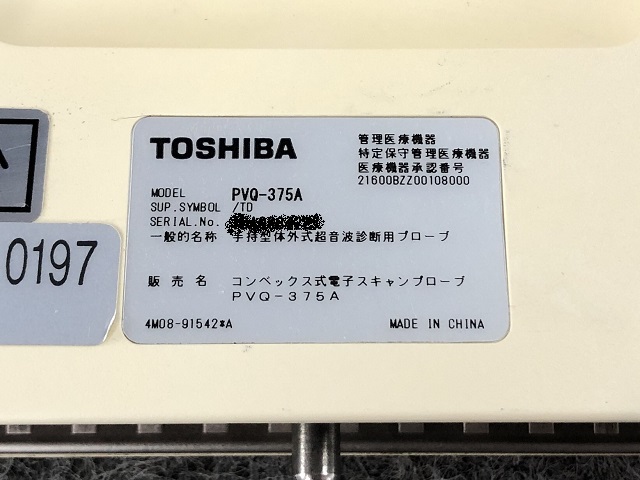 TOSHIBA
管理医療機器
特定保守管理医療機器
医療機器承認番号
21600BZZ00108000
MODEL PVQ-375A
SUP.SYMBOL /TD
SERIAL.No.
一般的名称 手持型体外式超音波診断用プローブ
販売名 コンベックス式電子スキャンプローブ
PVQ-375A
4M08-91542*A
MADE IN CHINA
0197